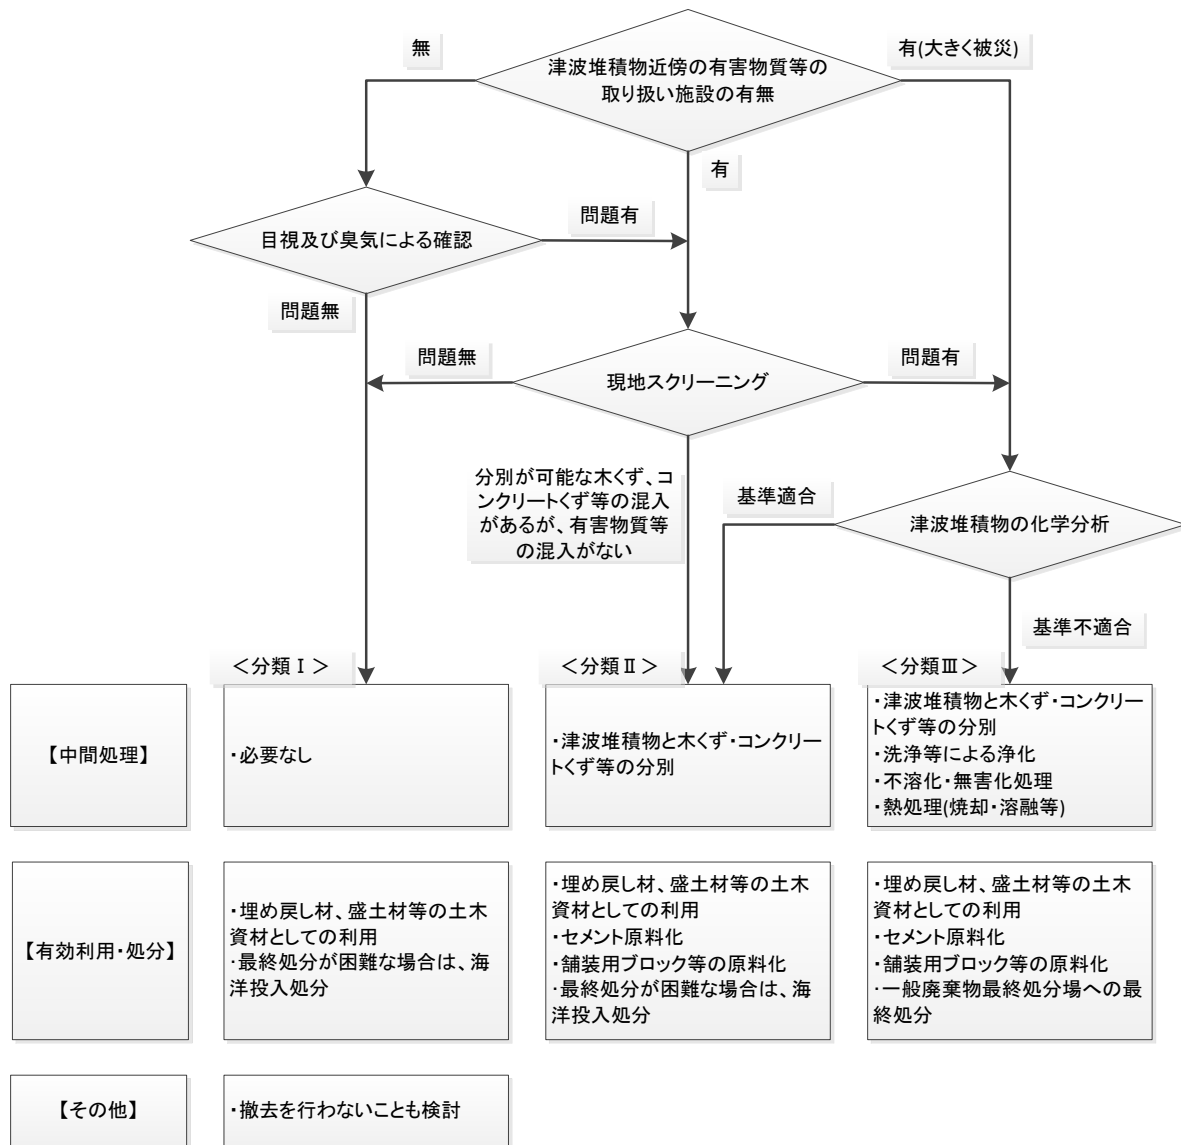 無
有(大きく被災)
津波堆積物近傍の有害物質等の
取り扱い施設の有無
有
問題有
目視及び臭気による確認
問題無
問題無
問題有
現地スクリーニング
分別が可能な木くず、コ
ンクリートくず等の混入
があるが、有害物質等
の混入がない
基準適合
津波堆積物の化学分析
基準不適合
＜分類Ⅰ＞
＜分類Ⅱ＞
＜分類Ⅲ＞
【中間処理】
・必要なし
・津波堆積物と木くず・コンクリー
トくず等の分別
・津波堆積物と木くず・コンクリー
トくず等の分別
・洗浄等による浄化
・不溶化・無害化処理
・熱処理(焼却・溶融等)
【有効利用・処分】
・埋め戻し材、盛土材等の土木
資材としての利用
・最終処分が困難な場合は、海
洋投入処分
・埋め戻し材、盛土材等の土木
資材としての利用
・セメント原料化
・舗装用ブロック等の原料化
・最終処分が困難な場合は、海
洋投入処分
・埋め戻し材、盛土材等の土木
資材としての利用
・セメント原料化
・舗装用ブロック等の原料化
・一般廃棄物最終処分場への最
終処分
【その他】
・撤去を行わないことも検討